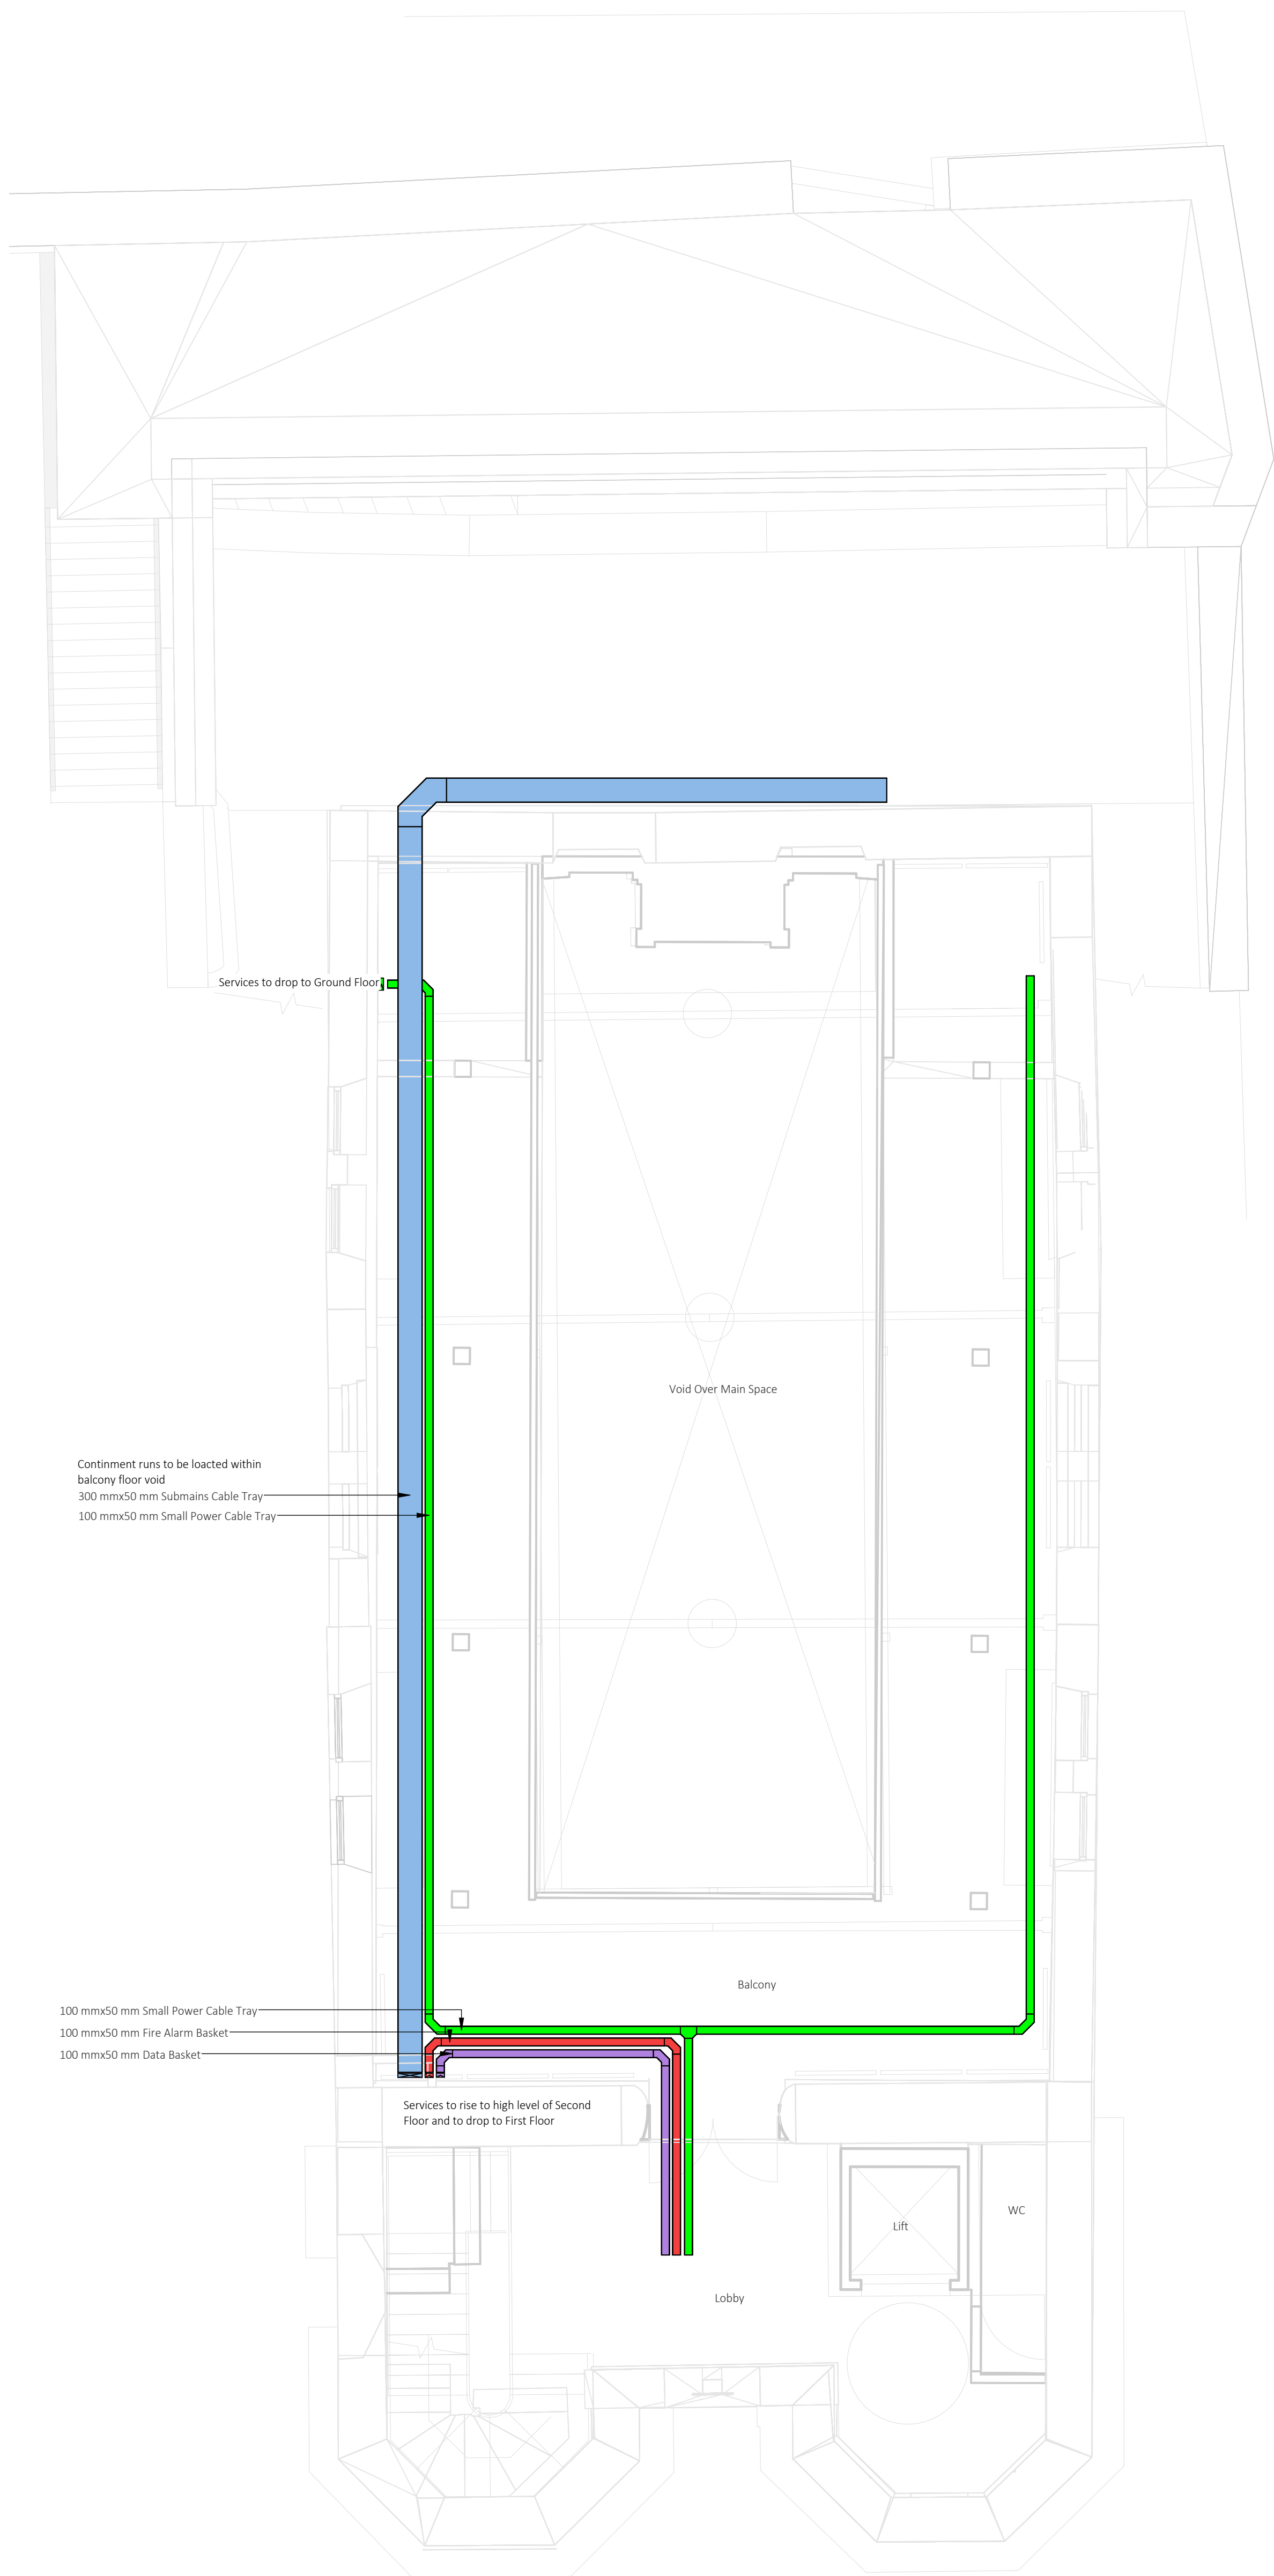 Services to drop to Ground Floor
Void Over Main Space
Continment runs to be loacted within
balcony floor void
300 mmx50 mm Submains Cable Tray
100 mmx50 mm Small Power Cable Tray
Balcony
100 mmx50 mm Small Power Cable Tray
100 mmx50 mm Fire Alarm Basket
100 mmx50 mm Data Basket
Services to rise to high level of Second
Floor and to drop to First Floor
WC
Lift
Lobby